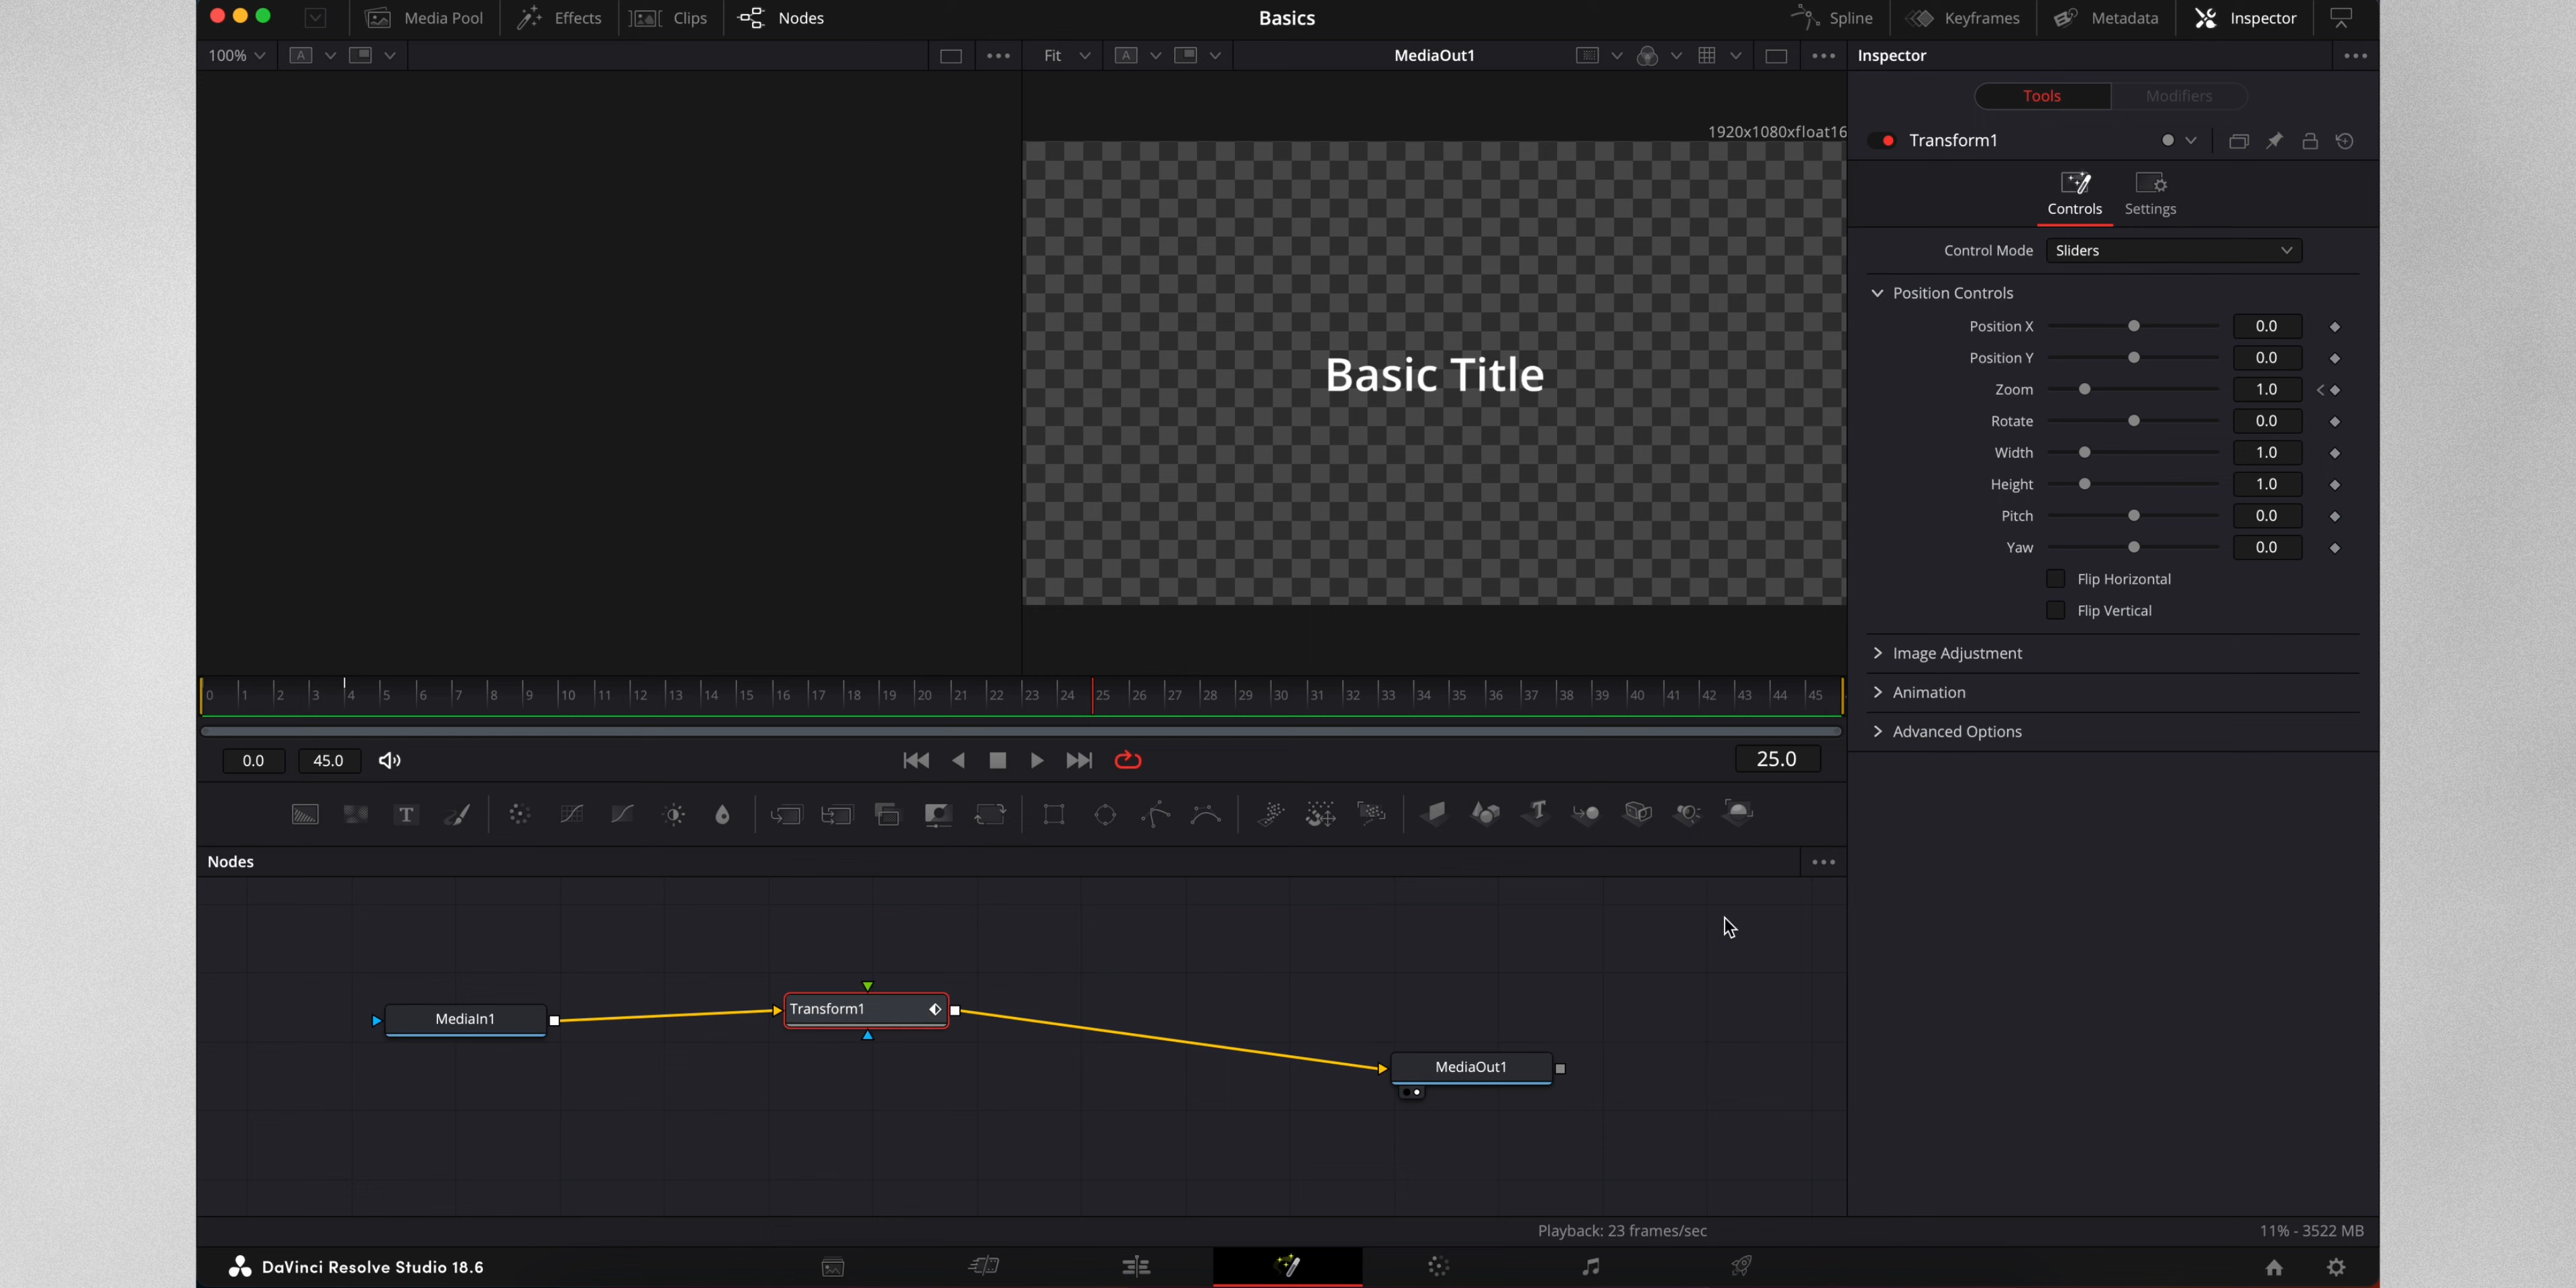 Media Pool Effects Clips Nodes Basics Spline Keyframes Metadata Inspector
100% A Fit A MediaOut1 Inspector
Tools Modifiers
1920x1080xfloat16
Transform1
Controls Settings
Control Mode Sliders
Position Controls
Position X 0.0
Position Y 0.0
Zoom 1.0
Rotate 0.0
Width 1.0
Height 1.0
Pitch 0.0
Yaw 0.0
Flip Horizontal
Flip Vertical
Image Adjustment
Animation
Advanced Options
Basic Title
0 1 2 3 4 5 6 7 8 9 10 11 12 13 14 15 16 17 18 19 20 21 22 23 24 25 26 27 28 29 30 31 32 33 34 35 36 37 38 39 40 41 42 43 44 45
0.0 45.0 25.0
T T
Nodes
MediaIn1
Transform1
MediaOut1
Playback: 23 frames/sec 11% - 3522 MB
DaVinci Resolve Studio 18.6